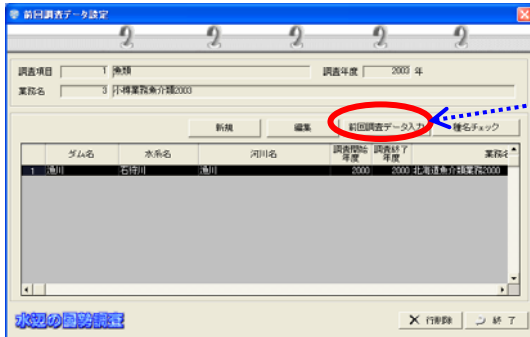 前回調査データ設定
調査項目 1 魚類 調査年度 2003 年
業務名 3 小樽業務魚介類2003
新規 編集 前回調査データ入力 種名チェック
ダム名 水系名 河川名 調査開始年度 調査終了年度 業務名
1 漁川 石狩川 漁川 2000 2000 北海道魚介類業務2000
水辺の国勢調査
行削除 終了